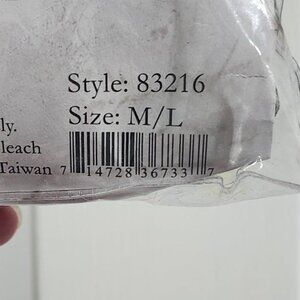 Style: 83216
Size: M/L
ly.
leach
Taiwan
7 14728 36733 7